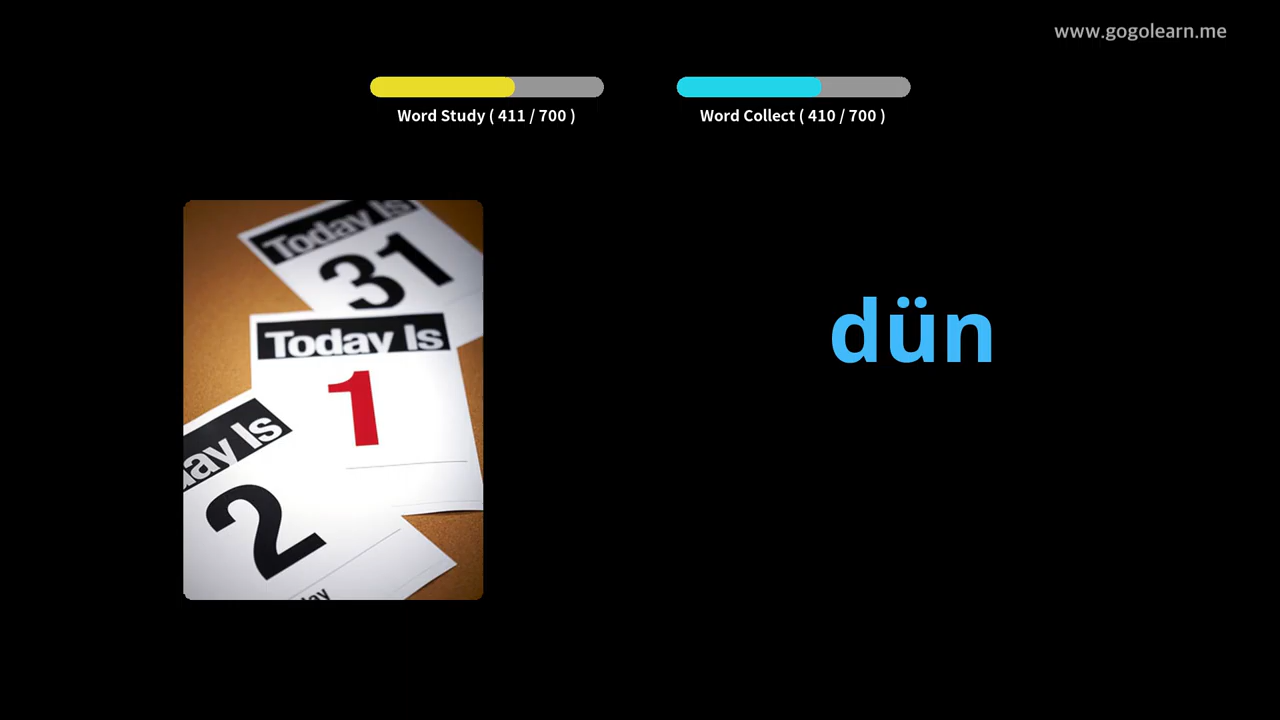 www.gogolearn.me
Word Study ( 411 / 700 )
Word Collect ( 410 / 700 )
Today Is
31
Today Is
1
ay Is
2
ay
dün